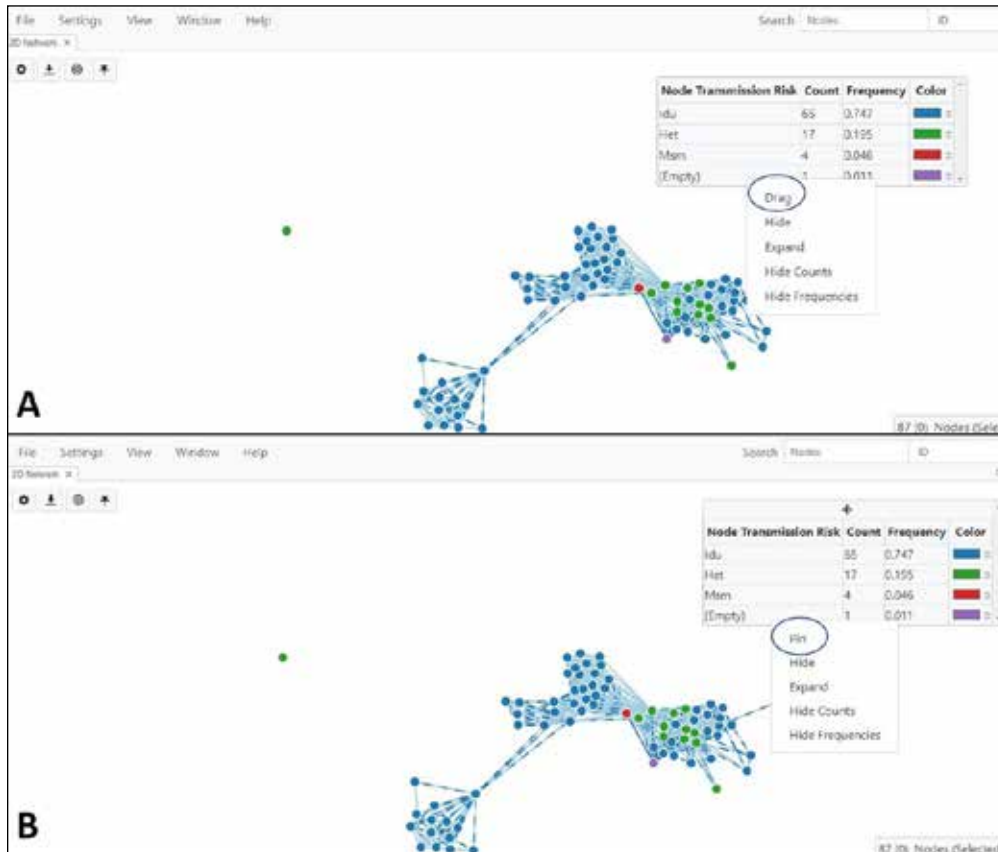 File Settings View Window Help Search Nodes ID
2D Network ×
Node Transmission Risk Count Frequency Color
Idu 65 0.747
Het 17 0.195
Msm 4 0.046
(Empty) 1 0.011
Drag
Hide
Expand
Hide Counts
Hide Frequencies
A
87 (0) Nodes (Sele
File Settings View Window Help Search Nodes ID
2D Network ×
Node Transmission Risk Count Frequency Color
Idu 65 0.747
Het 17 0.195
Msm 4 0.046
(Empty) 1 0.011
Pin
Hide
Expand
Hide Counts
Hide Frequencies
B
87 (0) Nodes (Selected